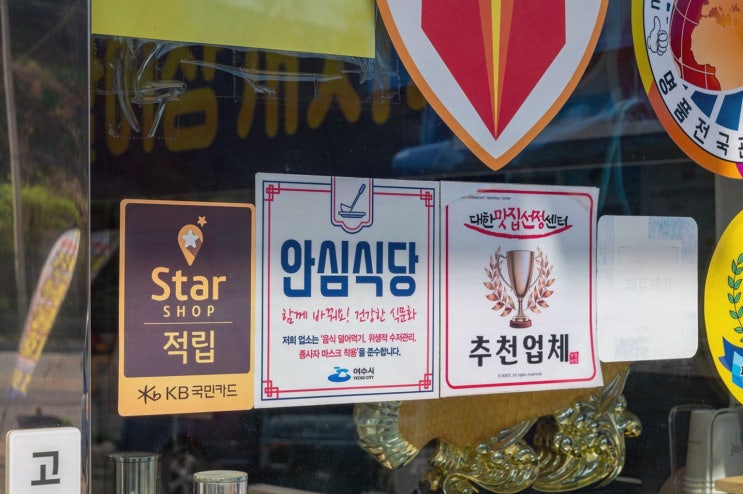 Star
SHOP
적립
KB국민카드
안심식당
함께 바꿔요! 건강한 식문화
저희 업소는 '음식 덜어먹기, 위생적 수저관리,
종사자 마스크 착용'을 준수합니다.
여수시
YEOSU CITY
대한맛집선정센터
추천업체
고